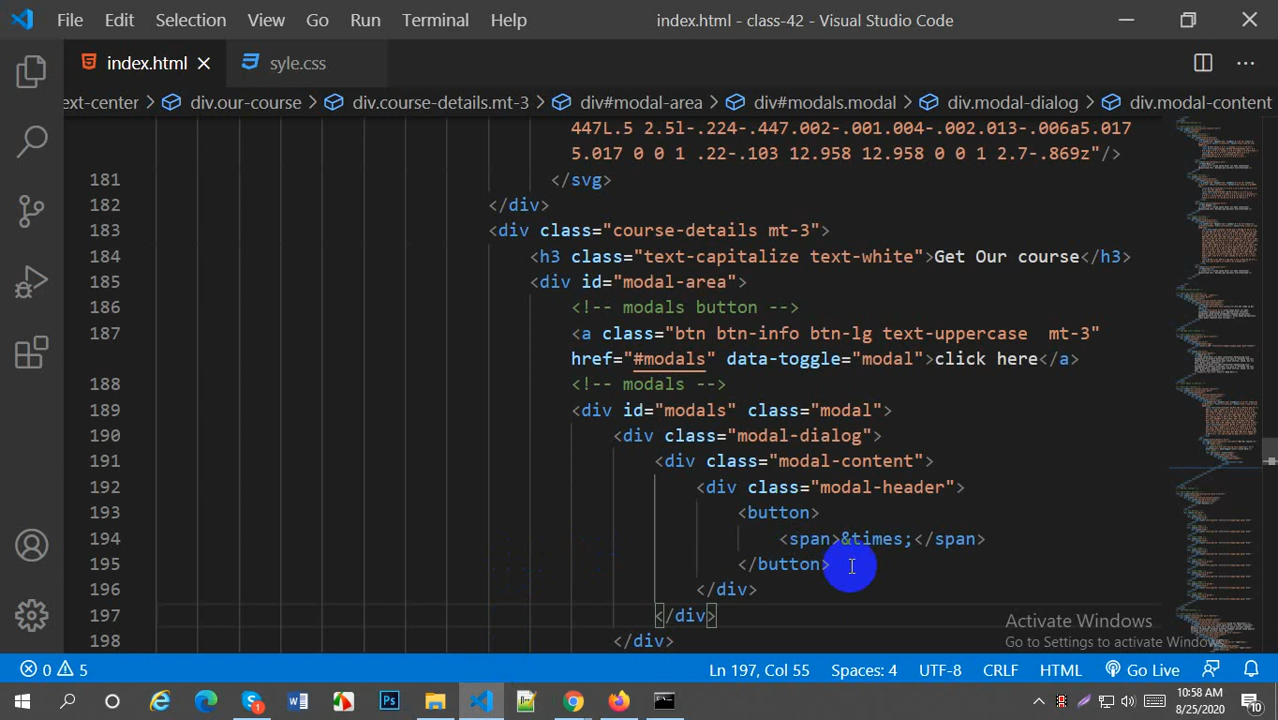 File Edit Selection View Go Run Terminal Help index.html - class-42 - Visual Studio Code
index.html syle.css
ext-center > div.our-course > div.course-details.mt-3 > div#modal-area > div#modals.modal > div.modal-dialog > div.modal-content
447L.5 2.5l-.224-.447.002-.001.004-.002.013-.006a5.017
5.017 0 0 1 .22-.103 12.958 12.958 0 0 1 2.7-.869z"/>
181 </svg>
182 </div>
183 <div class="course-details mt-3">
184 <h3 class="text-capitalize text-white">Get Our course</h3>
185 <div id="modal-area">
186 <!-- modals button -->
187 <a class="btn btn-info btn-lg text-uppercase  mt-3"
href="#modals" data-toggle="modal">click here</a>
188 <!-- modals -->
189 <div id="modals" class="modal">
190 <div class="modal-dialog">
191 <div class="modal-content">
192 <div class="modal-header">
193 <button>
194 <span>&times;</span>
195 </button>
196 </div>
197 </div>
198 </div>
Activate Windows
Go to Settings to activate Windows.
0 5 Ln 197, Col 55 Spaces: 4 UTF-8 CRLF HTML Go Live
10:58 AM
8/25/2020
10